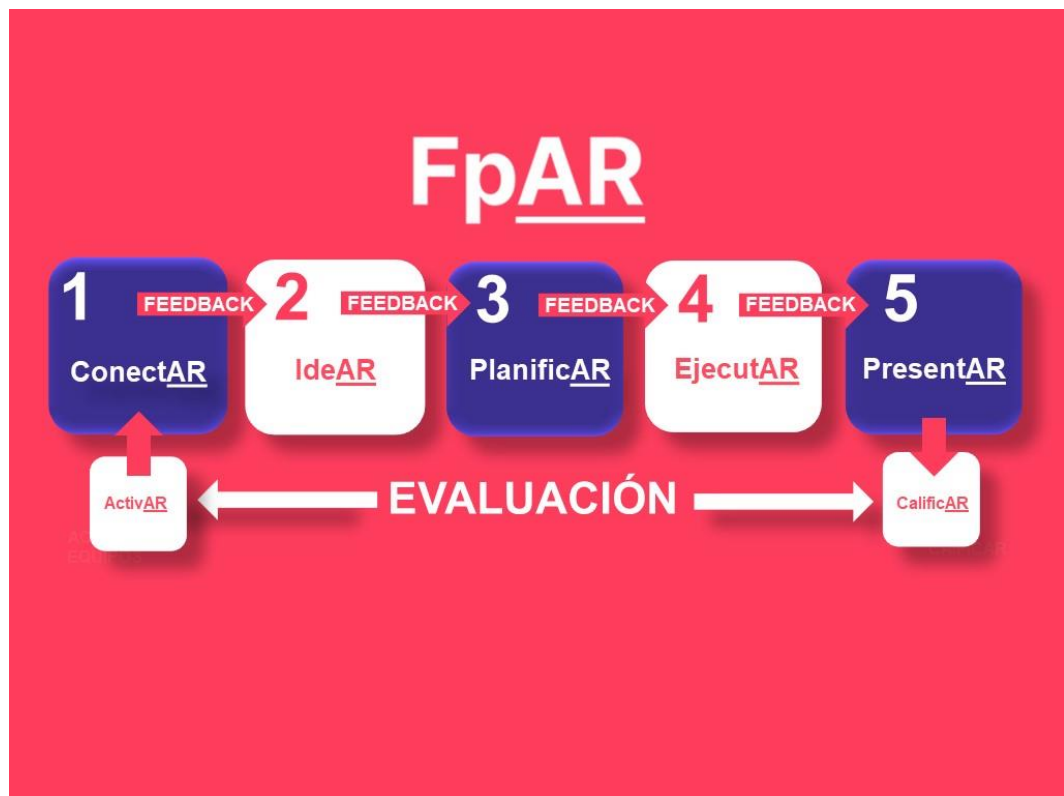 FpAR
1
FEEDBACK
2
FEEDBACK
3
FEEDBACK
4
FEEDBACK
5
ConectAR
IdeAR
PlanificAR
EjecutAR
PresentAR
ActivAR
EVALUACIÓN
CalificAR